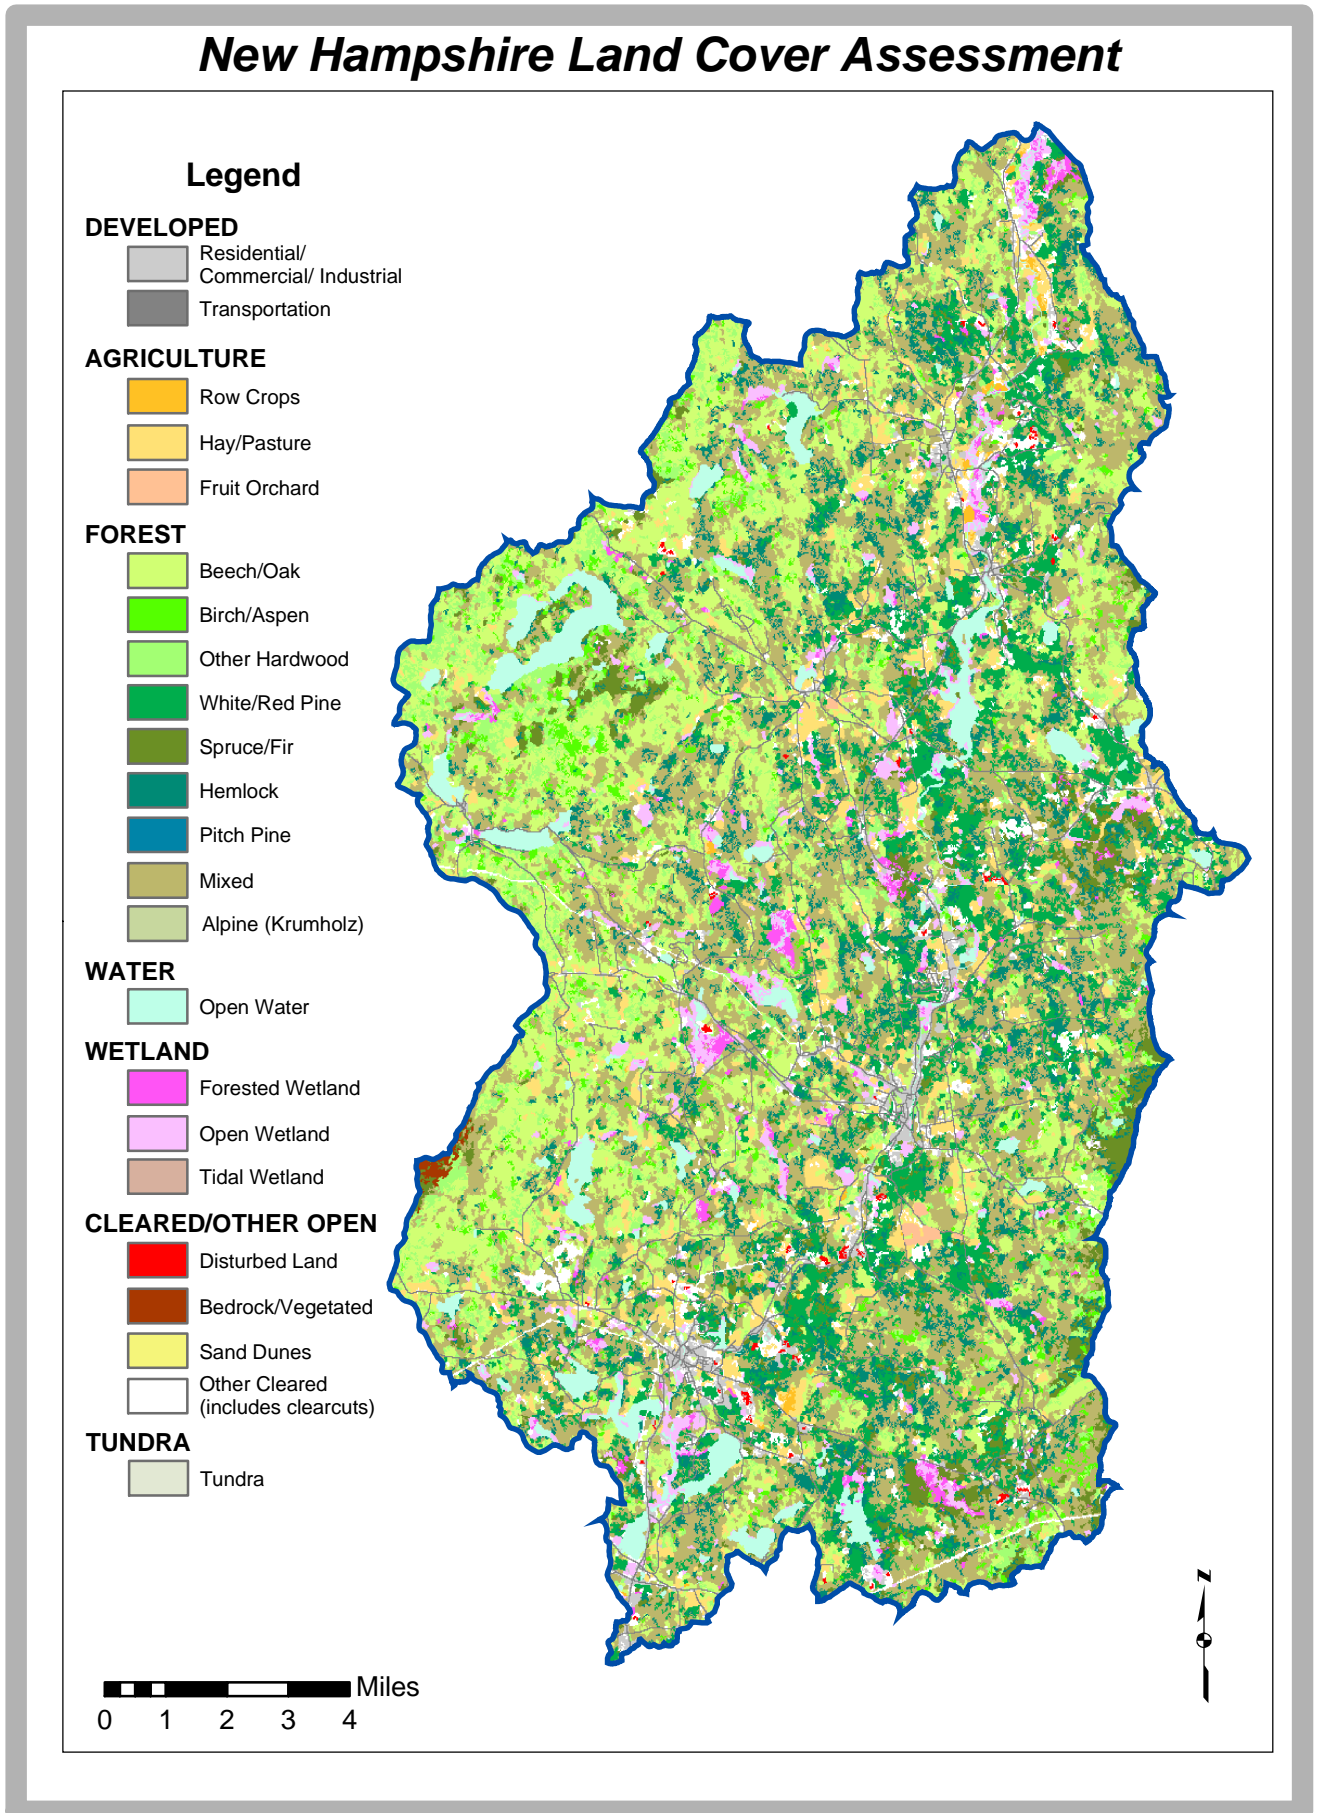 New Hampshire Land Cover Assessment
Legend
DEVELOPED
Residential/
Commercial/ Industrial
Transportation
AGRICULTURE
Row Crops
Hay/Pasture
Fruit Orchard
FOREST
Beech/Oak
Birch/Aspen
Other Hardwood
White/Red Pine
Spruce/Fir
Hemlock
Pitch Pine
Mixed
Alpine (Krumholz)
WATER
Open Water
WETLAND
Forested Wetland
Open Wetland
Tidal Wetland
CLEARED/OTHER OPEN
Disturbed Land
Bedrock/Vegetated
Sand Dunes
Other Cleared
(includes clearcuts)
TUNDRA
Tundra
N
Miles
0 1 2 3 4